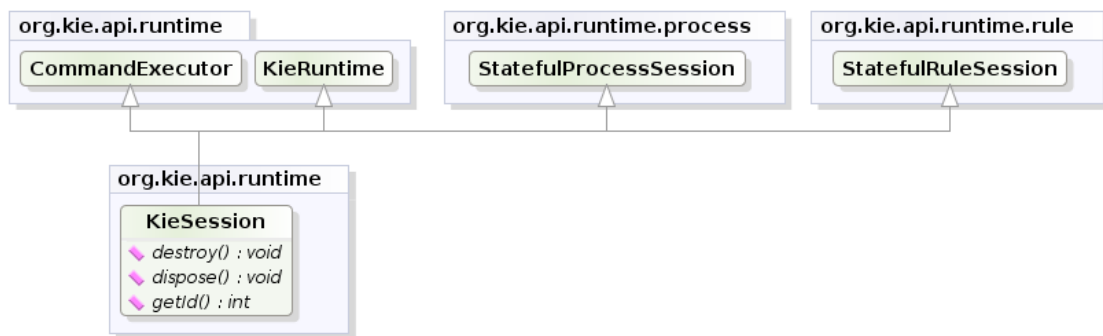 org.kie.api.runtime
CommandExecutor
KieRuntime
org.kie.api.runtime.process
StatefulProcessSession
org.kie.api.runtime.rule
StatefulRuleSession
org.kie.api.runtime
KieSession
destroy() : void
dispose() : void
getId() : int